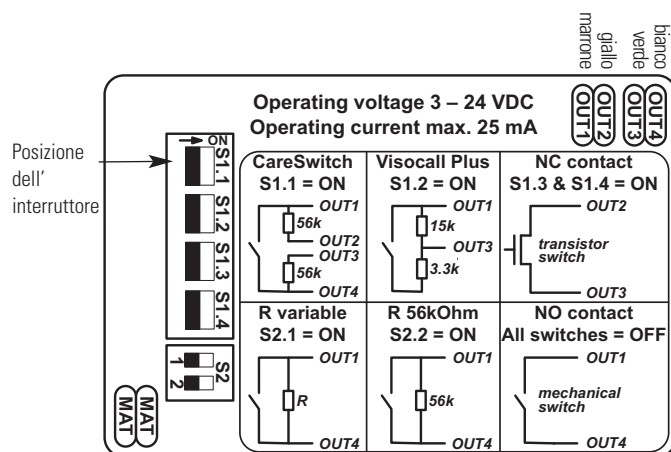 marrone
giallo
verde
bianco
OUT1
OUT2
OUT3
OUT4
Operating voltage 3 – 24 VDC
Operating current max. 25 mA
Posizione
dell'
interruttore
ON
S1.1
S1.2
S1.3
S1.4
CareSwitch
S1.1 = ON
OUT1
56k
OUT2
OUT3
56k
OUT4
Visocall Plus
S1.2 = ON
OUT1
15k
OUT3
3.3k
OUT4
NC contact
S1.3 & S1.4 = ON
OUT2
transistor
switch
OUT3
S2
1
2
R variable
S2.1 = ON
OUT1
R
OUT4
R 56kOhm
S2.2 = ON
OUT1
56k
OUT4
NO contact
All switches = OFF
OUT1
mechanical
switch
OUT4
MAT
MAT